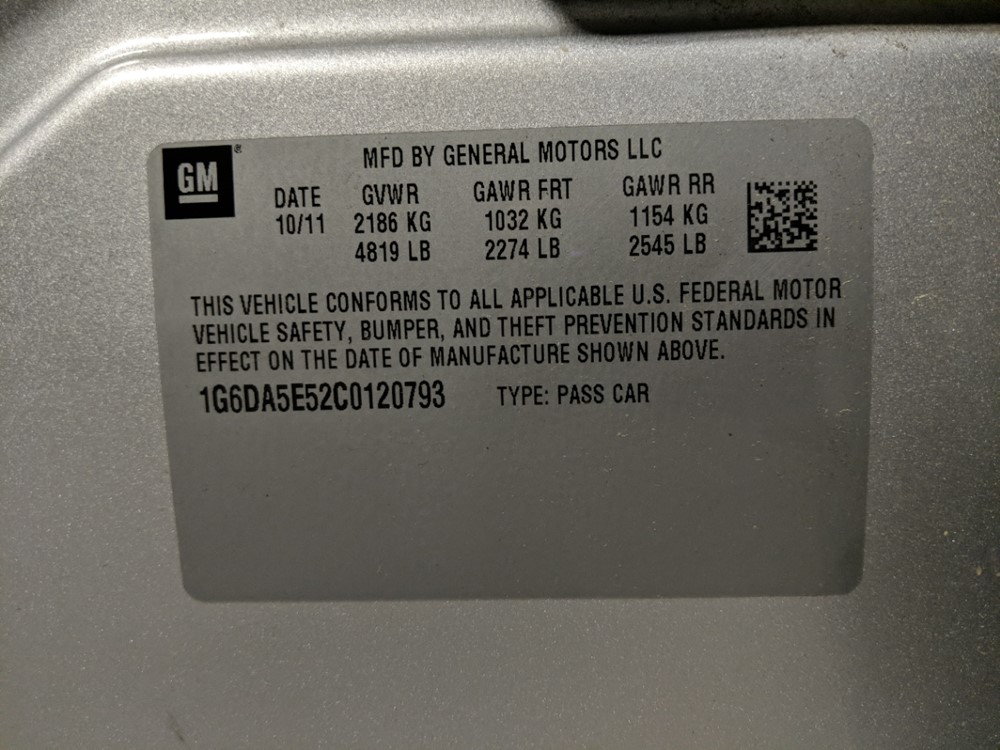 GM®
MFD BY GENERAL MOTORS LLC
DATE GVWR GAWR FRT GAWR RR
10/11 2186 KG 1032 KG 1154 KG
4819 LB 2274 LB 2545 LB
THIS VEHICLE CONFORMS TO ALL APPLICABLE U.S. FEDERAL MOTOR
VEHICLE SAFETY, BUMPER, AND THEFT PREVENTION STANDARDS IN
EFFECT ON THE DATE OF MANUFACTURE SHOWN ABOVE.
1G6DA5E52C0120793 TYPE: PASS CAR